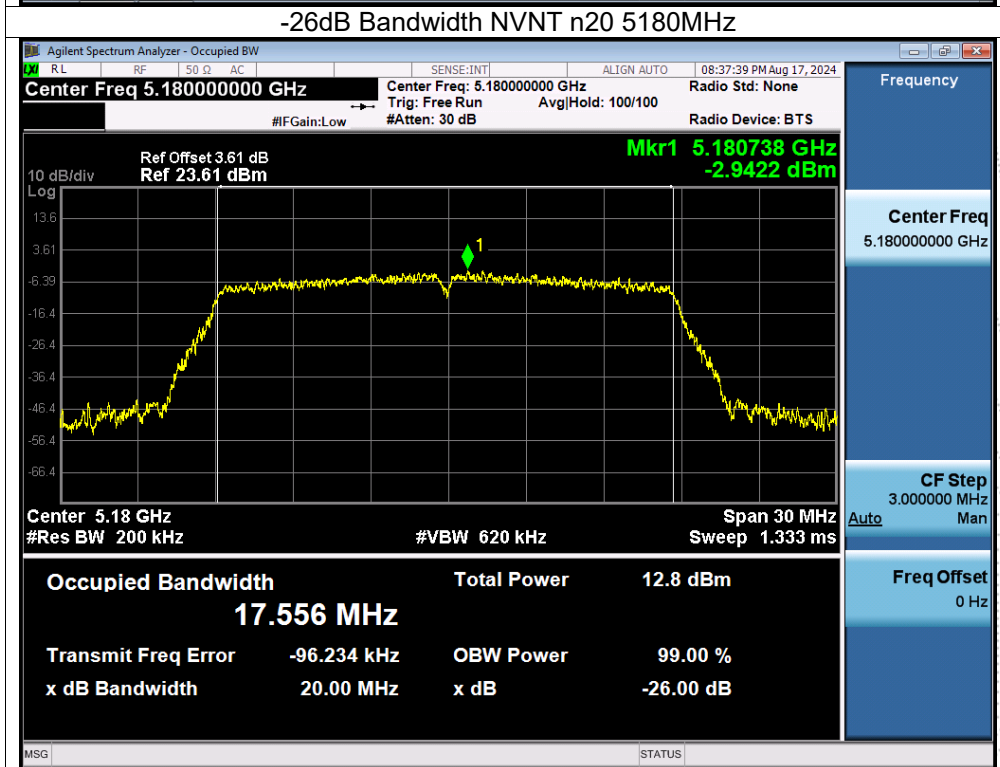 -26dB Bandwidth NVNT n20 5180MHz
Agilent Spectrum Analyzer - Occupied BW
LXI RL RF 50 Ω AC SENSE:INT ALIGN AUTO 08:37:39 PM Aug 17, 2024
Center Freq 5.180000000 GHz
Center Freq: 5.180000000 GHz Radio Std: None
Trig: Free Run Avg|Hold: 100/100
#IFGain:Low #Atten: 30 dB Radio Device: BTS
Mkr1 5.180738 GHz
-2.9422 dBm
Ref Offset 3.61 dB
10 dB/div Ref 23.61 dBm
Log
13.6
3.61
-6.39
-16.4
-26.4
-36.4
-46.4
-56.4
-66.4
1
Center 5.18 GHz Span 30 MHz
#Res BW 200 kHz #VBW 620 kHz Sweep 1.333 ms
Occupied Bandwidth Total Power 12.8 dBm
17.556 MHz
Transmit Freq Error -96.234 kHz OBW Power 99.00 %
x dB Bandwidth 20.00 MHz x dB -26.00 dB
MSG STATUS
Frequency
Center Freq
5.180000000 GHz
CF Step
3.000000 MHz
Auto Man
Freq Offset
0 Hz